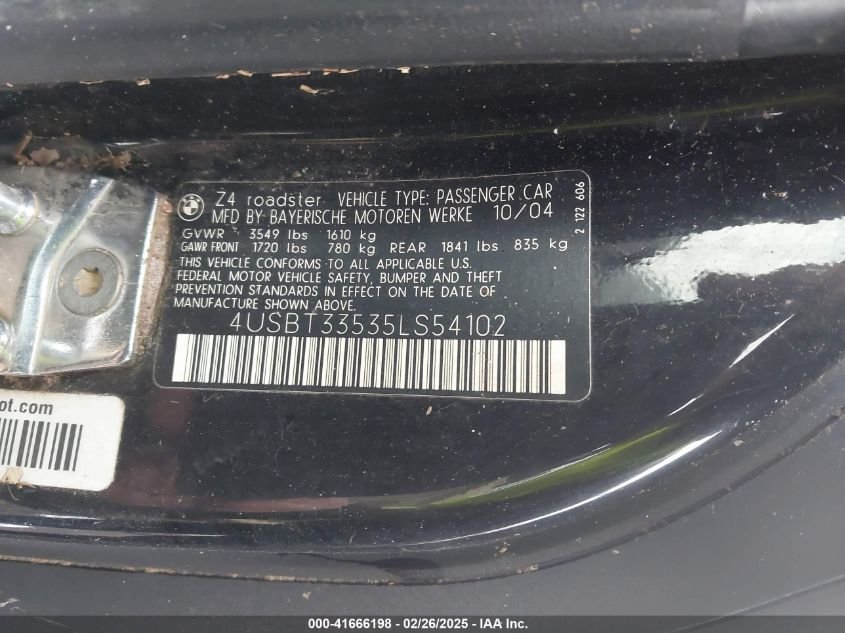 Z4 roadster VEHICLE TYPE: PASSENGER CAR
MFD BY BAYERISCHE MOTOREN WERKE 10/04
GVWR 3549 lbs 1610 kg
GAWR FRONT 1720 lbs 780 kg REAR 1841 lbs 835 kg
THIS VEHICLE CONFORMS TO ALL APPLICABLE U.S.
FEDERAL MOTOR VEHICLE SAFETY, BUMPER AND THEFT
PREVENTION STANDARDS IN EFFECT ON THE DATE OF
MANUFACTURE SHOWN ABOVE.
4USBT33535LS54102
2 122 606
ot.com
000-41666198 - 02/26/2025 - IAA Inc.